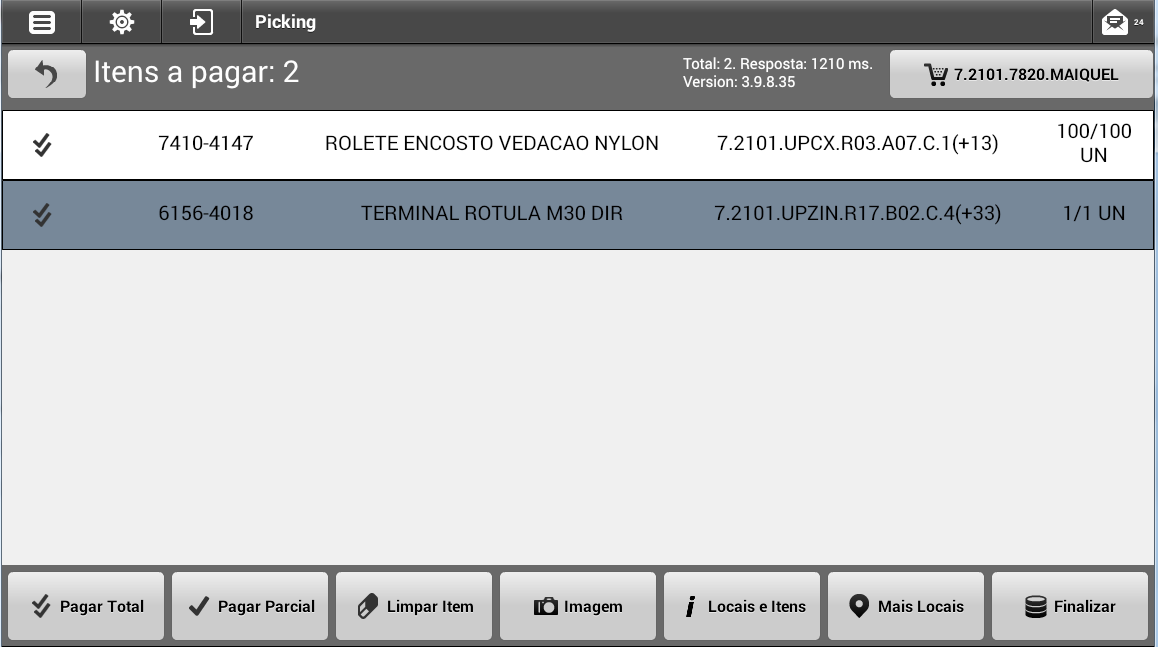 Picking
24
Itens a pagar: 2
Total: 2. Resposta: 1210 ms.
Version: 3.9.8.35
7.2101.7820.MAIQUEL
7410-4147 ROLETE ENCOSTO VEDACAO NYLON 7.2101.UPCX.R03.A07.C.1(+13) 100/100
UN
6156-4018 TERMINAL ROTULA M30 DIR 7.2101.UPZIN.R17.B02.C.4(+33) 1/1 UN
Pagar Total Pagar Parcial Limpar Item Imagem Locais e Itens Mais Locais Finalizar